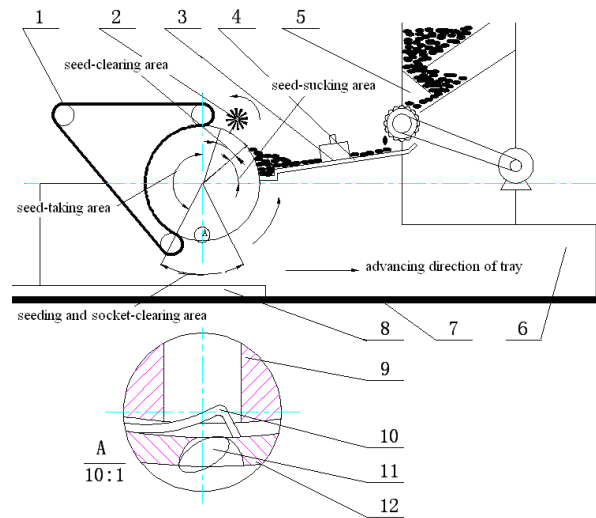 1 2 3 4 5
seed-clearing area
seed-sucking area
seed-taking area
A
advancing direction of tray
seeding and socket-clearing area
8 7 6
9
A
10:1
10
11
12